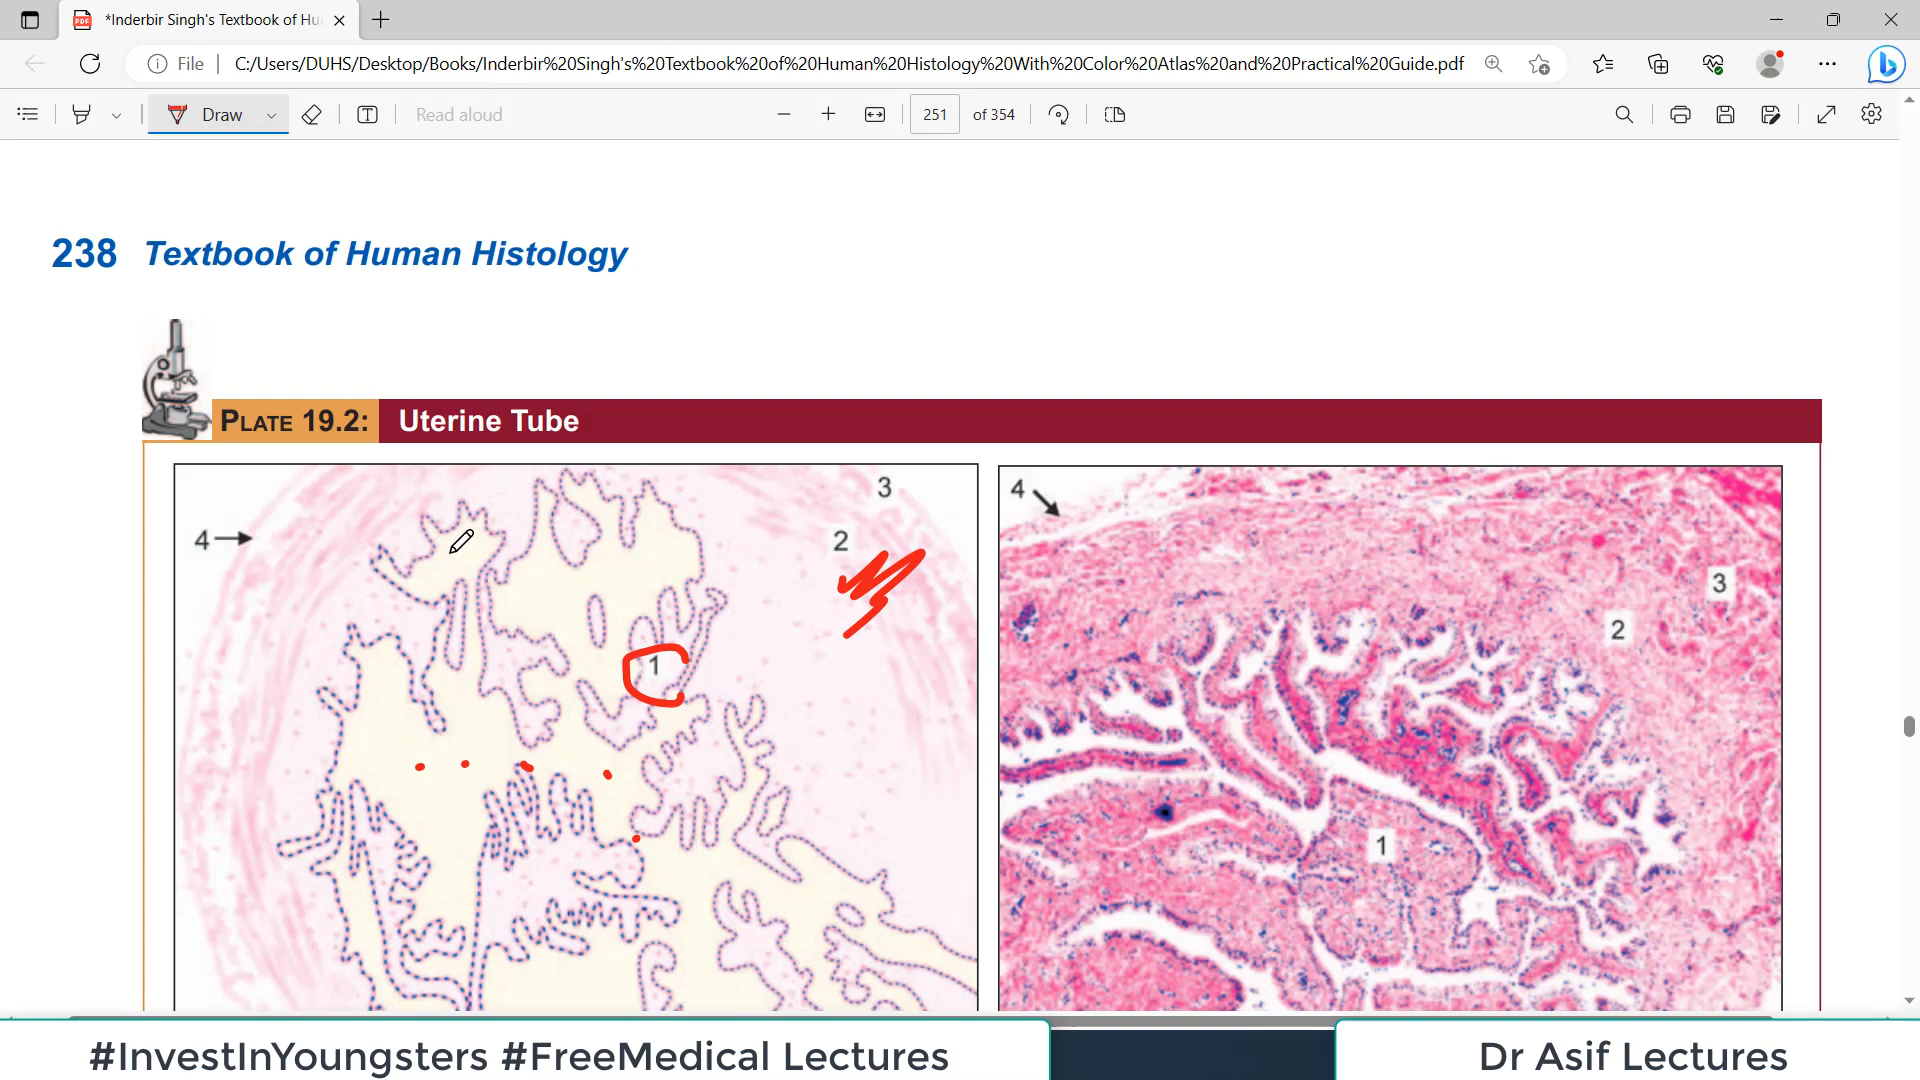 *Inderbir Singh's Textbook of Hu
File
C:/Users/DUHS/Desktop/Books/Inderbir%20Singh's%20Textbook%20of%20Human%20Histology%20With%20Color%20Atlas%20and%20Practical%20Guide.pdf
Draw
Read aloud
251 of 354
238 Textbook of Human Histology
PLATE 19.2: Uterine Tube
3
4
2
1
4
3
2
1
#InvestInYoungsters #FreeMedical Lectures
Dr Asif Lectures